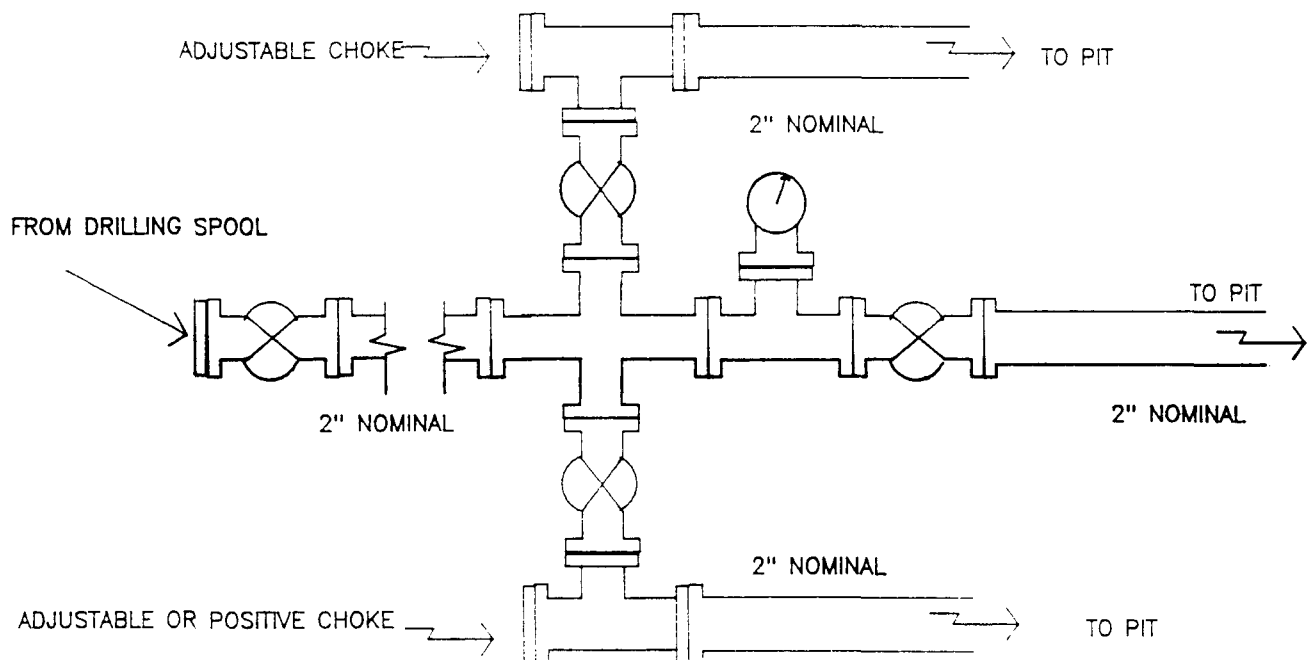 ADJUSTABLE CHOKE
TO PIT
2" NOMINAL
FROM DRILLING SPOOL
TO PIT
2" NOMINAL
2" NOMINAL
2" NOMINAL
ADJUSTABLE OR POSITIVE CHOKE
TO PIT